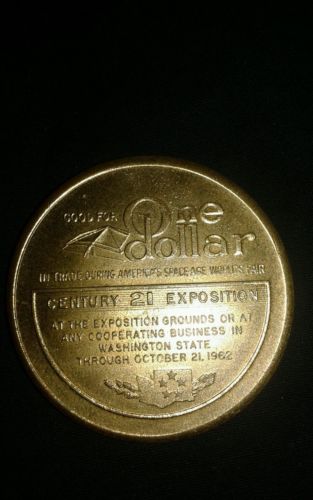 GOOD FOR One
dollar
IN TRADE DURING AMERICA'S SPACE AGE WORLD'S FAIR
CENTURY 21 EXPOSITION
AT THE EXPOSITION GROUNDS OR AT
ANY COOPERATING BUSINESS IN
WASHINGTON STATE
THROUGH OCTOBER 21, 1962